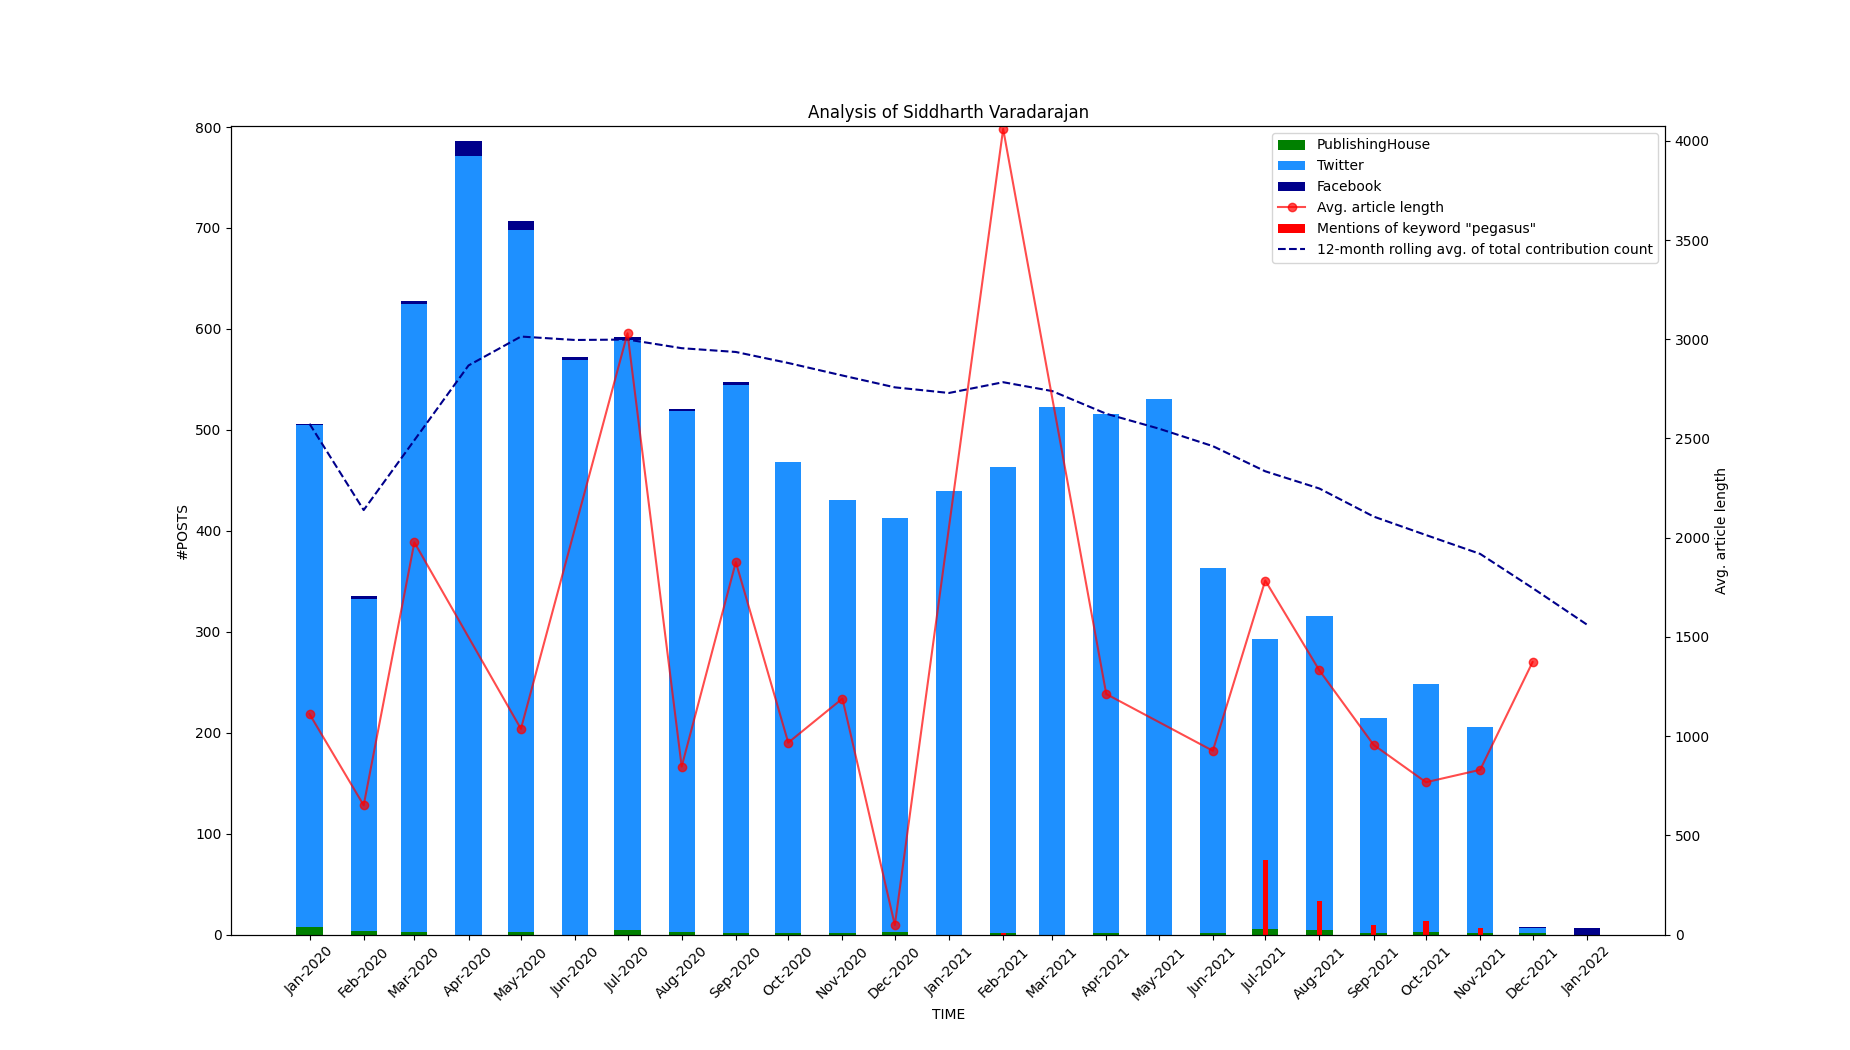 Analysis of Siddharth Varadarajan
PublishingHouse
Twitter
Facebook
Avg. article length
Mentions of keyword "pegasus"
12-month rolling avg. of total contribution count
800
700
600
500
400
300
200
100
0
#POSTS
4000
3500
3000
2500
2000
1500
1000
500
0
Avg. article length
Jan-2020
Feb-2020
Mar-2020
Apr-2020
May-2020
Jun-2020
Jul-2020
Aug-2020
Sep-2020
Oct-2020
Nov-2020
Dec-2020
Jan-2021
Feb-2021
Mar-2021
Apr-2021
May-2021
Jun-2021
Jul-2021
Aug-2021
Sep-2021
Oct-2021
Nov-2021
Dec-2021
Jan-2022
TIME